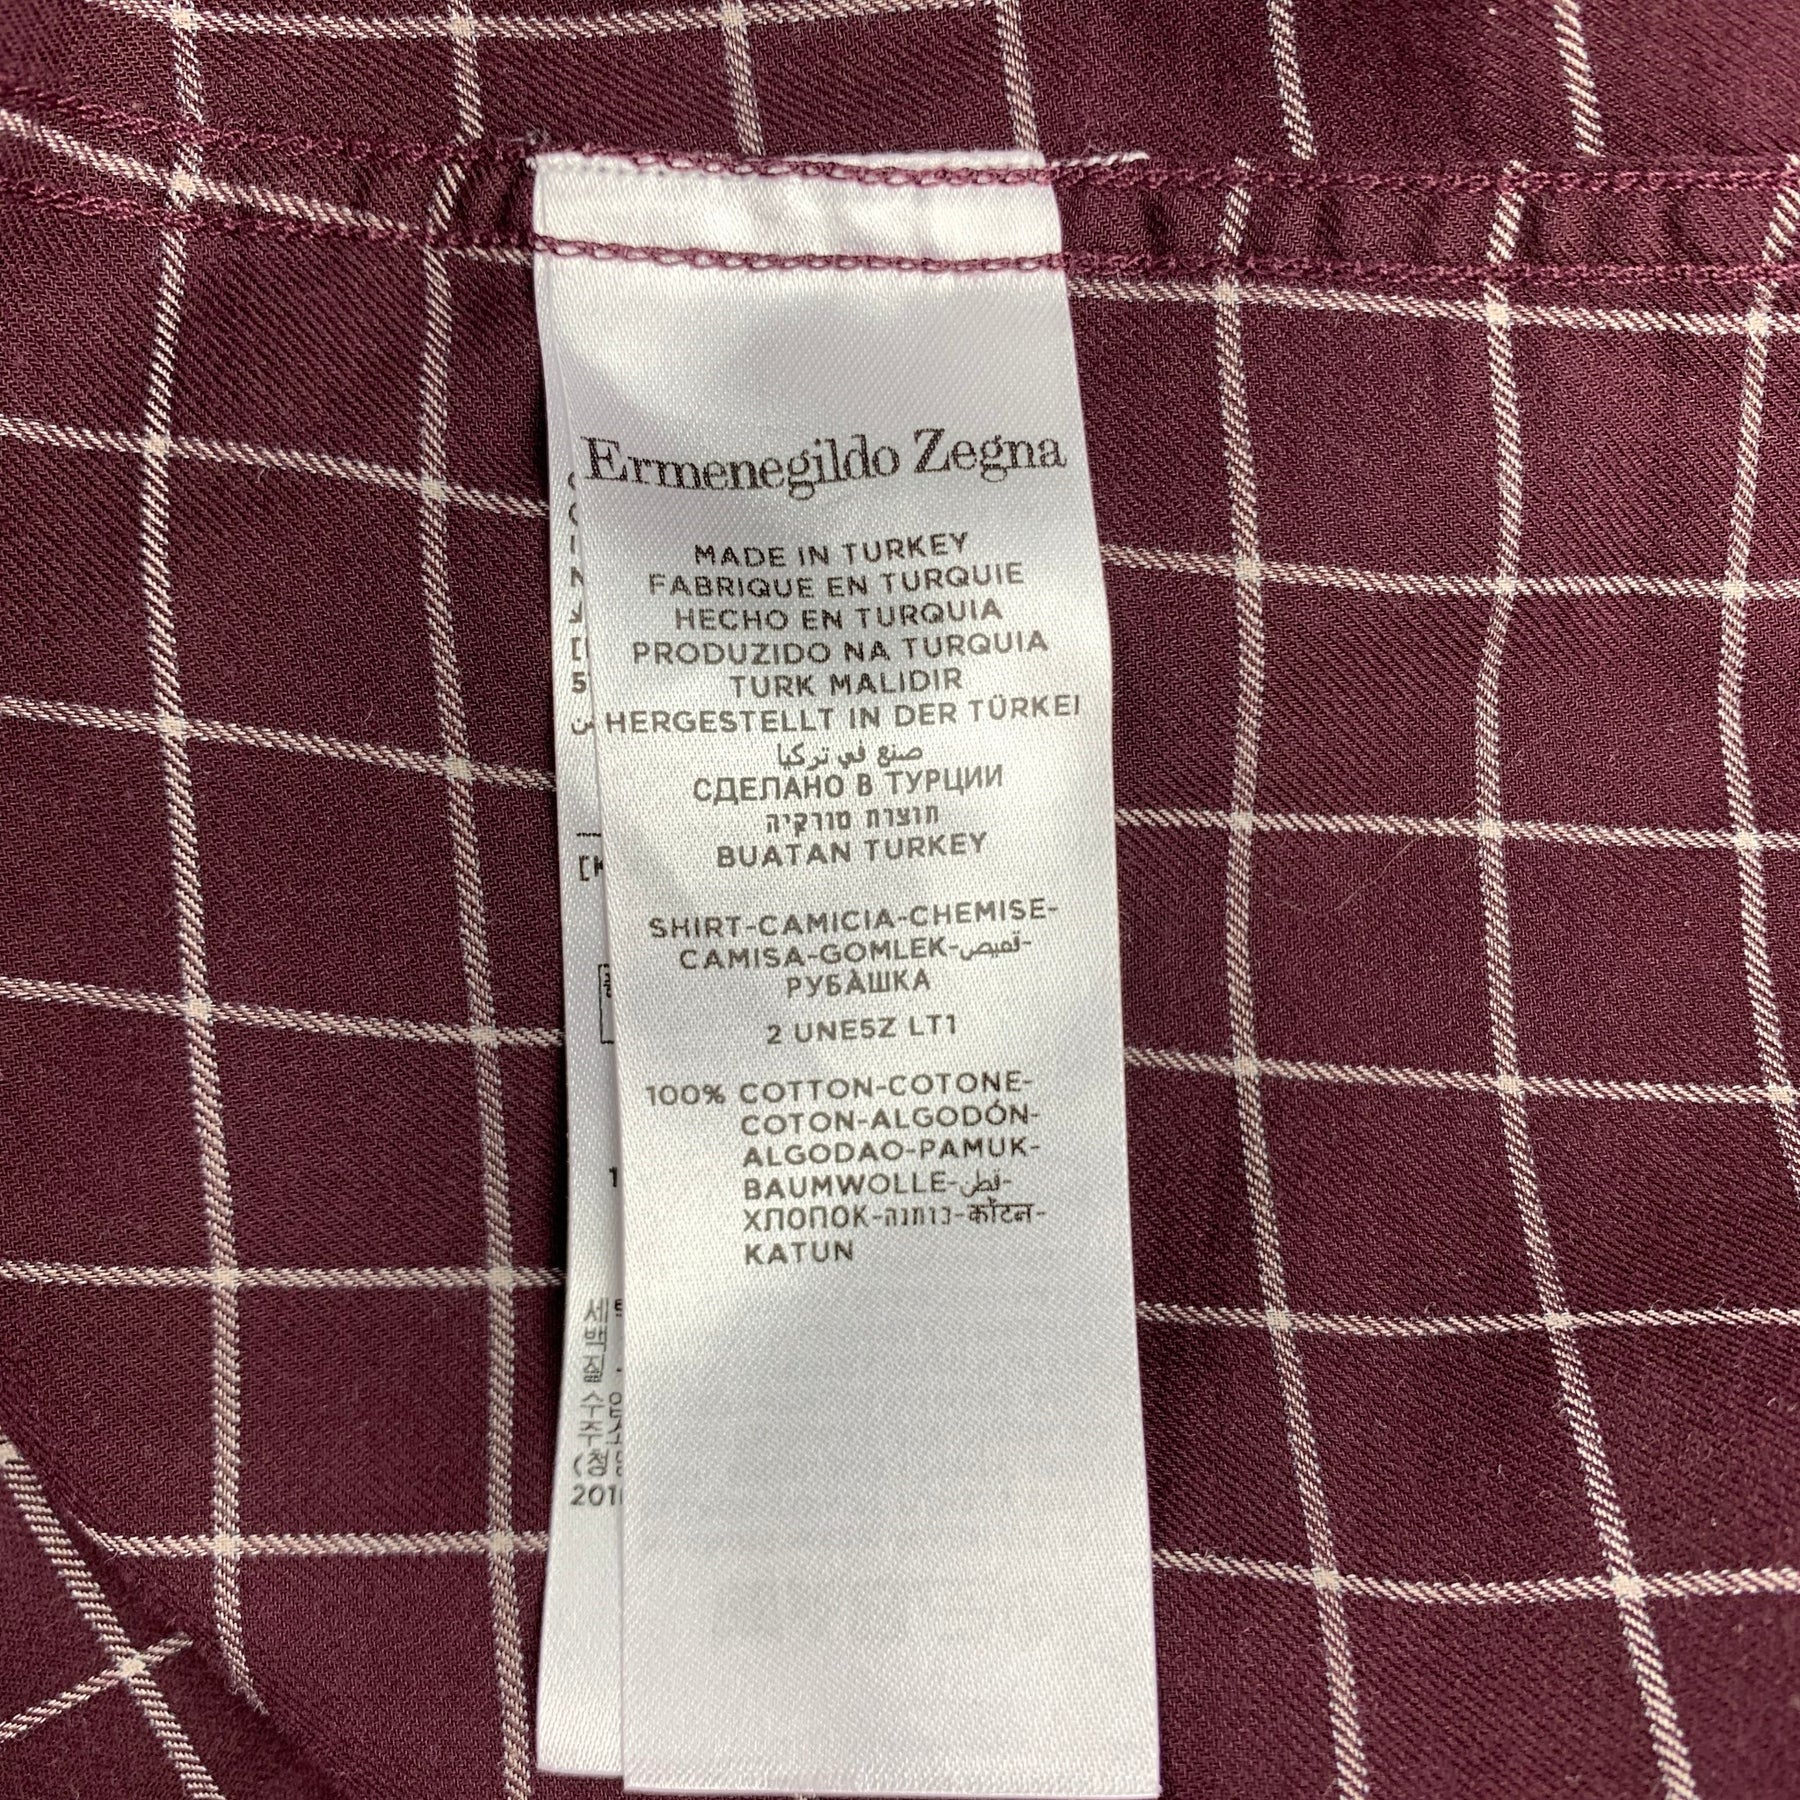 Ermenegildo Zegna
MADE IN TURKEY
FABRIQUE EN TURQUIE
HECHO EN TURQUIA
PRODUZIDO NA TURQUIA
TURK MALIDIR
HERGESTELLT IN DER TÜRKEI
صنع في تركيا
СДЕЛАНО В ТУРЦИИ
תוצרת טורקיה
BUATAN TURKEY
SHIRT-CAMICIA-CHEMISE-
CAMISA-GOMLEK-قميص-
РУБÀШКА
2 UNE5Z LT1
100% COTTON-COTONE-
COTON-ALGODÓN-
ALGODAO-PAMUK-
BAUMWOLLE-قطن-
ХЛОПОК-כותנה-कॉटन-
KATUN